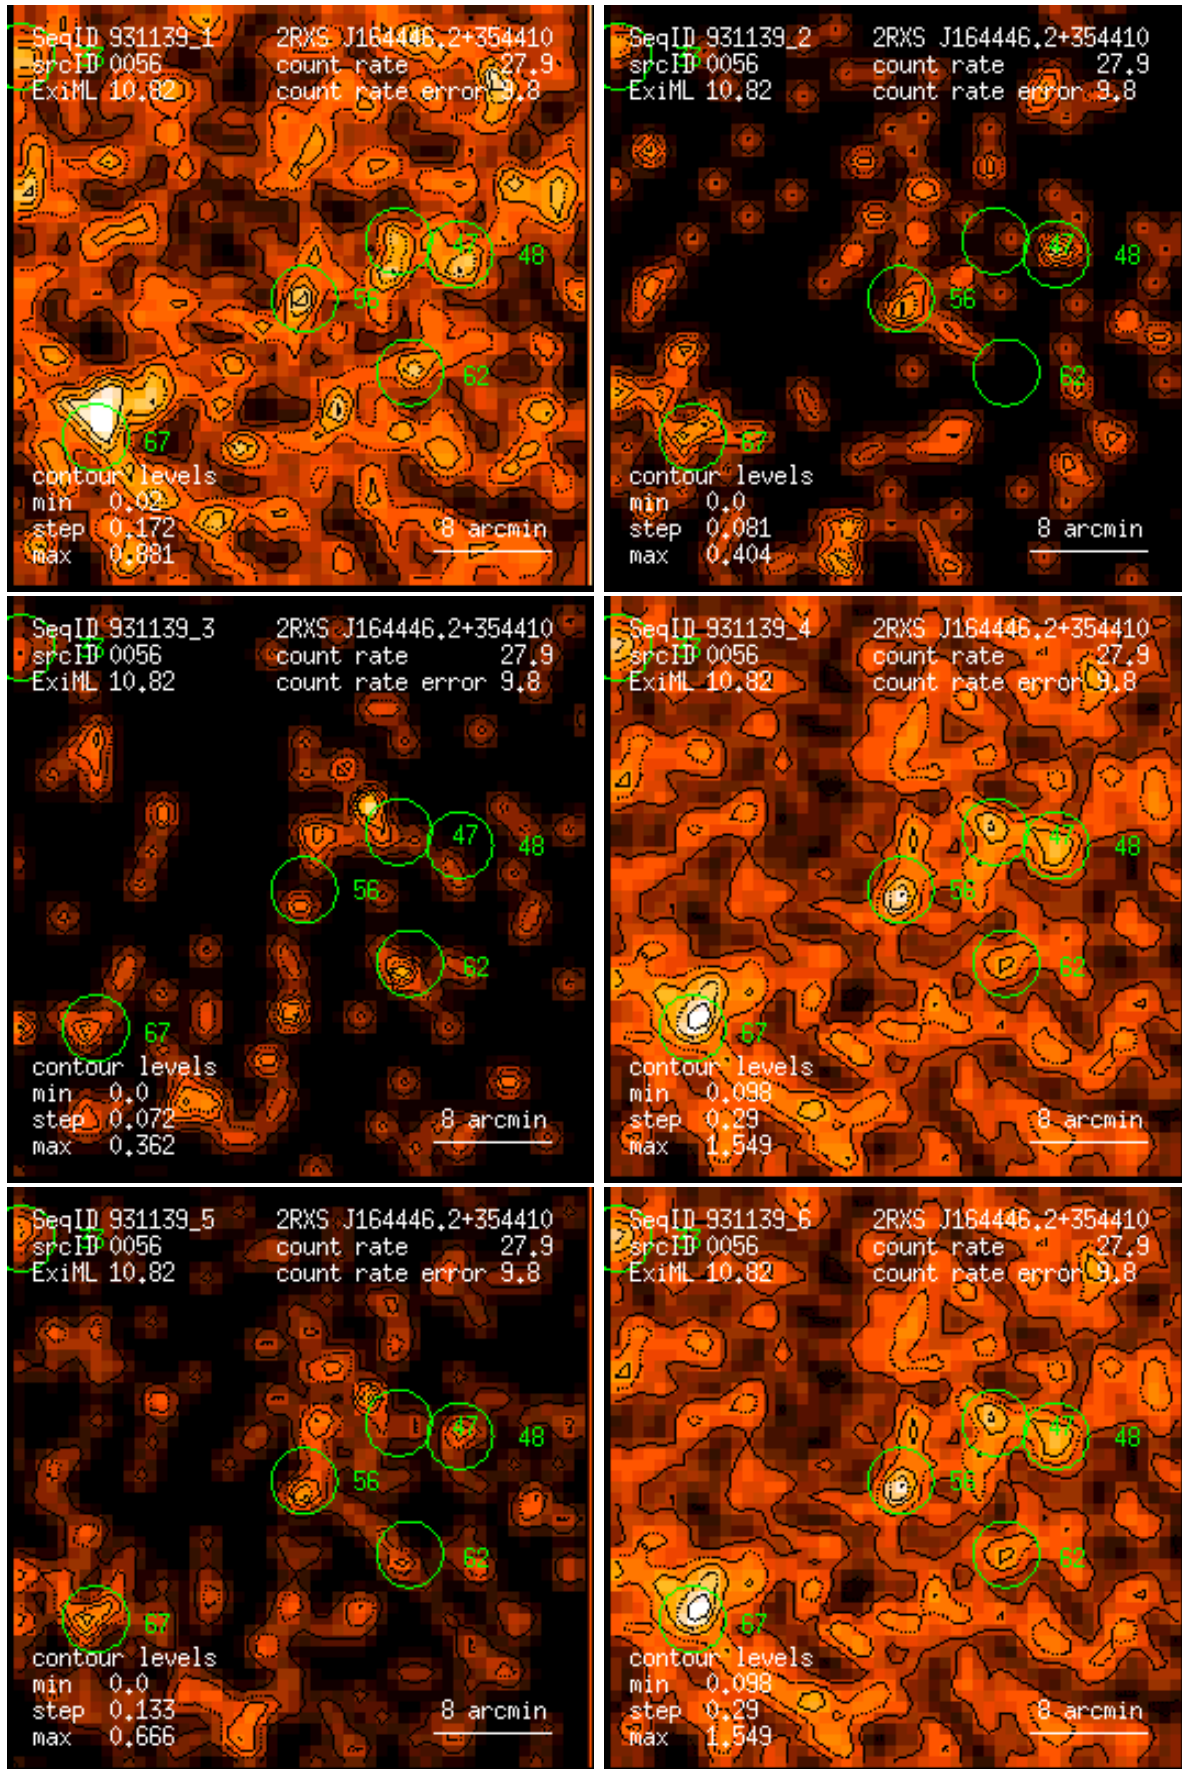 SeqID 931139_1 2RXS J164446.2+354410
srcID 0056 count rate 27.9
ExiML 10.82 count rate error 9.8
47 48
56
62
67
contour levels
min 0.02
step 0.172 8 arcmin
max 0.881
SeqID 931139_2 2RXS J164446.2+354410
srcID 0056 count rate 27.9
ExiML 10.82 count rate error 9.8
47 48
56
62
67
contour levels
min 0.0
step 0.081 8 arcmin
max 0.404
SeqID 931139_3 2RXS J164446.2+354410
srcID 0056 count rate 27.9
ExiML 10.82 count rate error 9.8
47 48
56
62
67
contour levels
min 0.0
step 0.072 8 arcmin
max 0.362
SeqID 931139_4 2RXS J164446.2+354410
srcID 0056 count rate 27.9
ExiML 10.82 count rate error 9.8
47 48
56
62
67
contour levels
min 0.098
step 0.29 8 arcmin
max 1.549
SeqID 931139_5 2RXS J164446.2+354410
srcID 0056 count rate 27.9
ExiML 10.82 count rate error 9.8
47 48
56
62
67
contour levels
min 0.0
step 0.133 8 arcmin
max 0.666
SeqID 931139_6 2RXS J164446.2+354410
srcID 0056 count rate 27.9
ExiML 10.82 count rate error 9.8
47 48
56
62
67
contour levels
min 0.098
step 0.29 8 arcmin
max 1.549